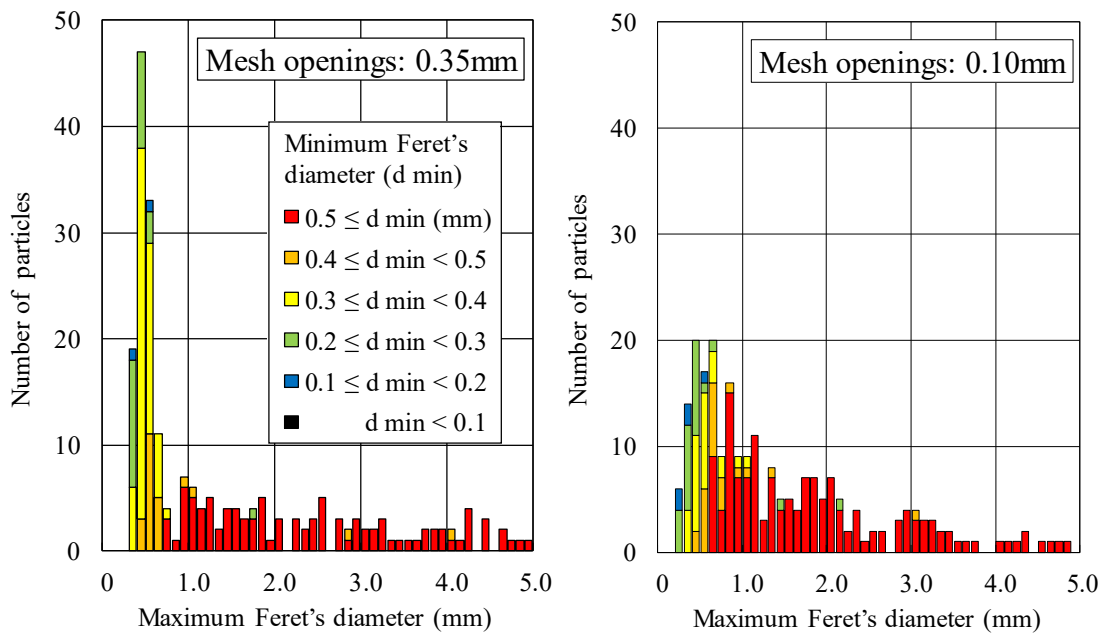 Mesh openings: 0.35mm
Number of particles
50
40
30
20
10
0
Minimum Feret's
diameter (d min)
0.5 ≤ d min (mm)
0.4 ≤ d min < 0.5
0.3 ≤ d min < 0.4
0.2 ≤ d min < 0.3
0.1 ≤ d min < 0.2
d min < 0.1
0 1.0 2.0 3.0 4.0 5.0
Maximum Feret's diameter (mm)
Mesh openings: 0.10mm
Number of particles
50
40
30
20
10
0
0 1.0 2.0 3.0 4.0 5.0
Maximum Feret's diameter (mm)